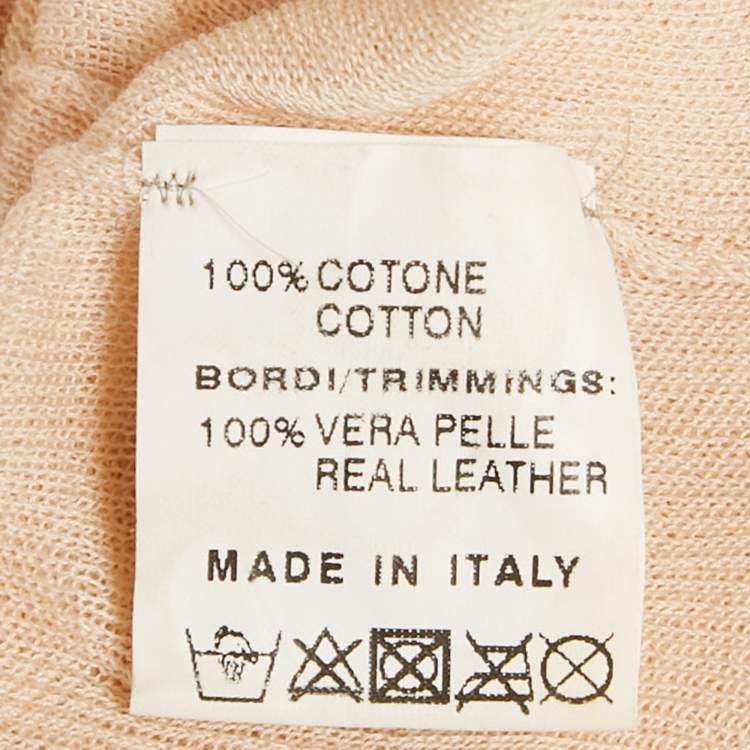 100% COTONE
COTTON
BORDI/TRIMMINGS:
100% VERA PELLE
REAL LEATHER
MADE IN ITALY